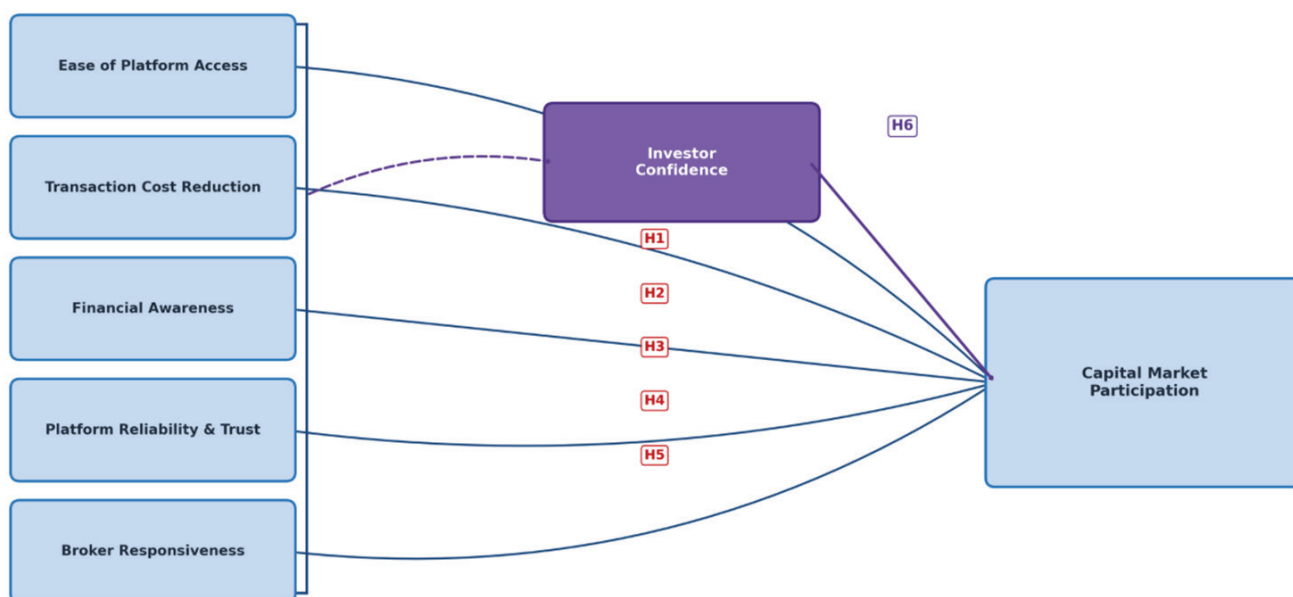 Ease of Platform Access
Investor
Confidence
H6
Transaction Cost Reduction
H1
H2
Financial Awareness
H3
Capital Market
Participation
H4
Platform Reliability & Trust
H5
Broker Responsiveness